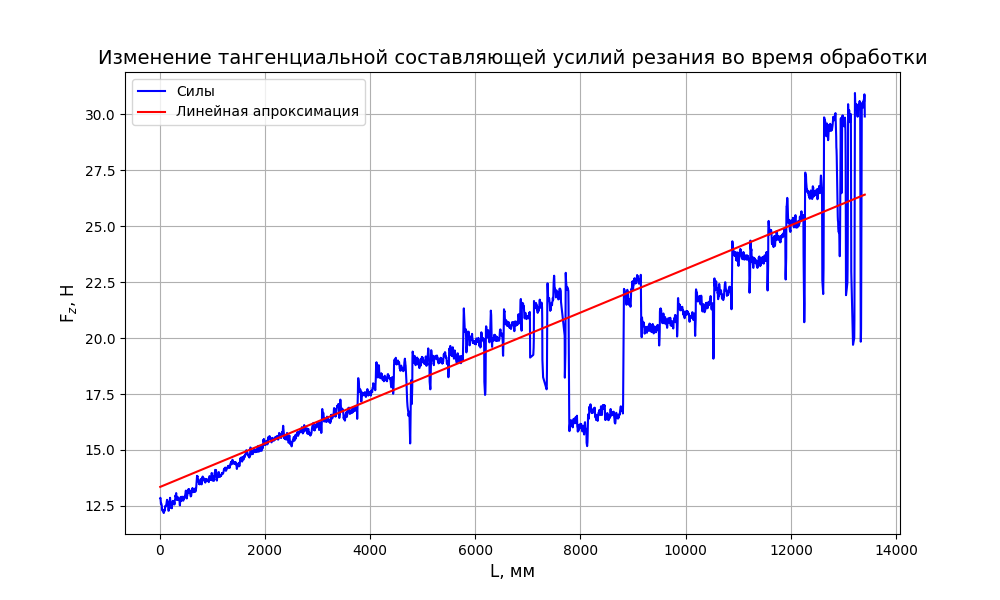 Изменение тангенциальной составляющей усилий резания во время обработки
Силы
Линейная апроксимация
30.0
27.5
25.0
22.5
20.0
17.5
15.0
12.5
F_z, Н
0 2000 4000 6000 8000 10000 12000 14000
L, мм